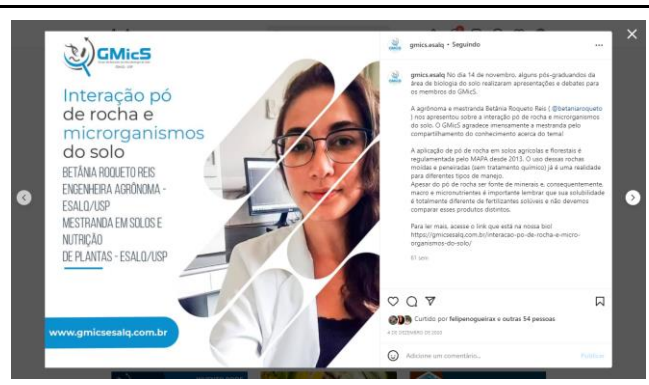 GMicS
Interação pó
de rocha e
microrganismos
do solo
BETÂNIA ROQUETO REIS
ENGENHEIRA AGRÔNOMA -
ESALQ/USP
MESTRANDA EM SOLOS E
NUTRIÇÃO
DE PLANTAS - ESALQ/USP
www.gmicsesalq.com.br
gmics.esalq • Seguindo
gmics.esalq No dia 14 de novembro, alguns pós-graduandos da
área de biologia do solo realizaram apresentações e debates para
os membros do GMicS.
A agrônoma e mestranda Betânia Roqueto Reis ( @betaniaroqueto
) nos apresentou sobre a interação pó de rocha e microrganismos
do solo. O GMicS agradece imensamente a mestranda pelo
compartilhamento do conhecimento acerca do tema!
A aplicação de pó de rocha em solos agrícolas e florestais é
regulamentada pelo MAPA desde 2013. O uso dessas rochas
moídas e peneiradas (sem tratamento químico) já é uma realidade
para diferentes tipos de manejo.
Apesar do pó de rocha ser fonte de minerais e, consequentemente,
macro e micronutrientes é importante lembrar que sua solubilidade
é totalmente diferente de fertilizantes solúveis e não devemos
comparar esses produtos distintos.
Para ler mais, acesse o link que está na nossa bio!
https://gmicsesalq.com.br/interacao-po-de-rocha-e-micro-
organismos-do-solo/
61 sem
Curtido por felipenogueirax e outras 54 pessoas
Adicione um comentário...
Publicar